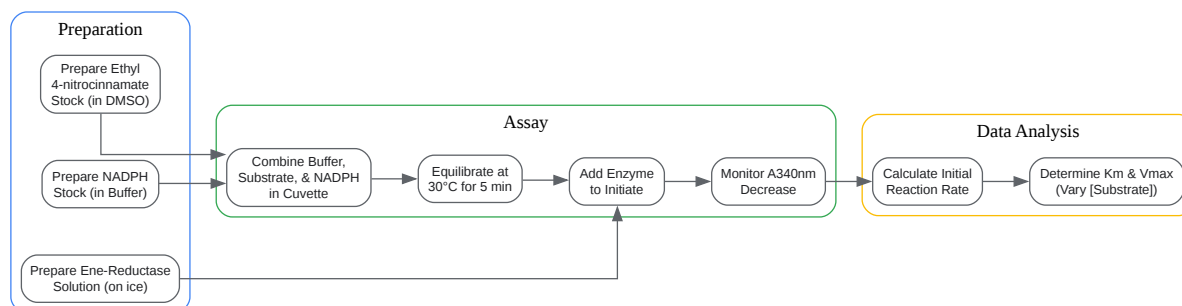 Preparation
Prepare Ethyl
4-nitrocinnamate
Stock (in DMSO)
Prepare NADPH
Stock (in Buffer)
Prepare Ene-Reductase
Solution (on ice)
Assay
Combine Buffer,
Substrate, & NADPH
in Cuvette
Equilibrate at
30°C for 5 min
Add Enzyme
to Initiate
Monitor A340nm
Decrease
Data Analysis
Calculate Initial
Reaction Rate
Determine Km & Vmax
(Vary [Substrate])